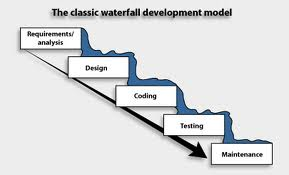 The classic waterfall development model
Requirements/
analysis
Design
Coding
Testing
Maintenance